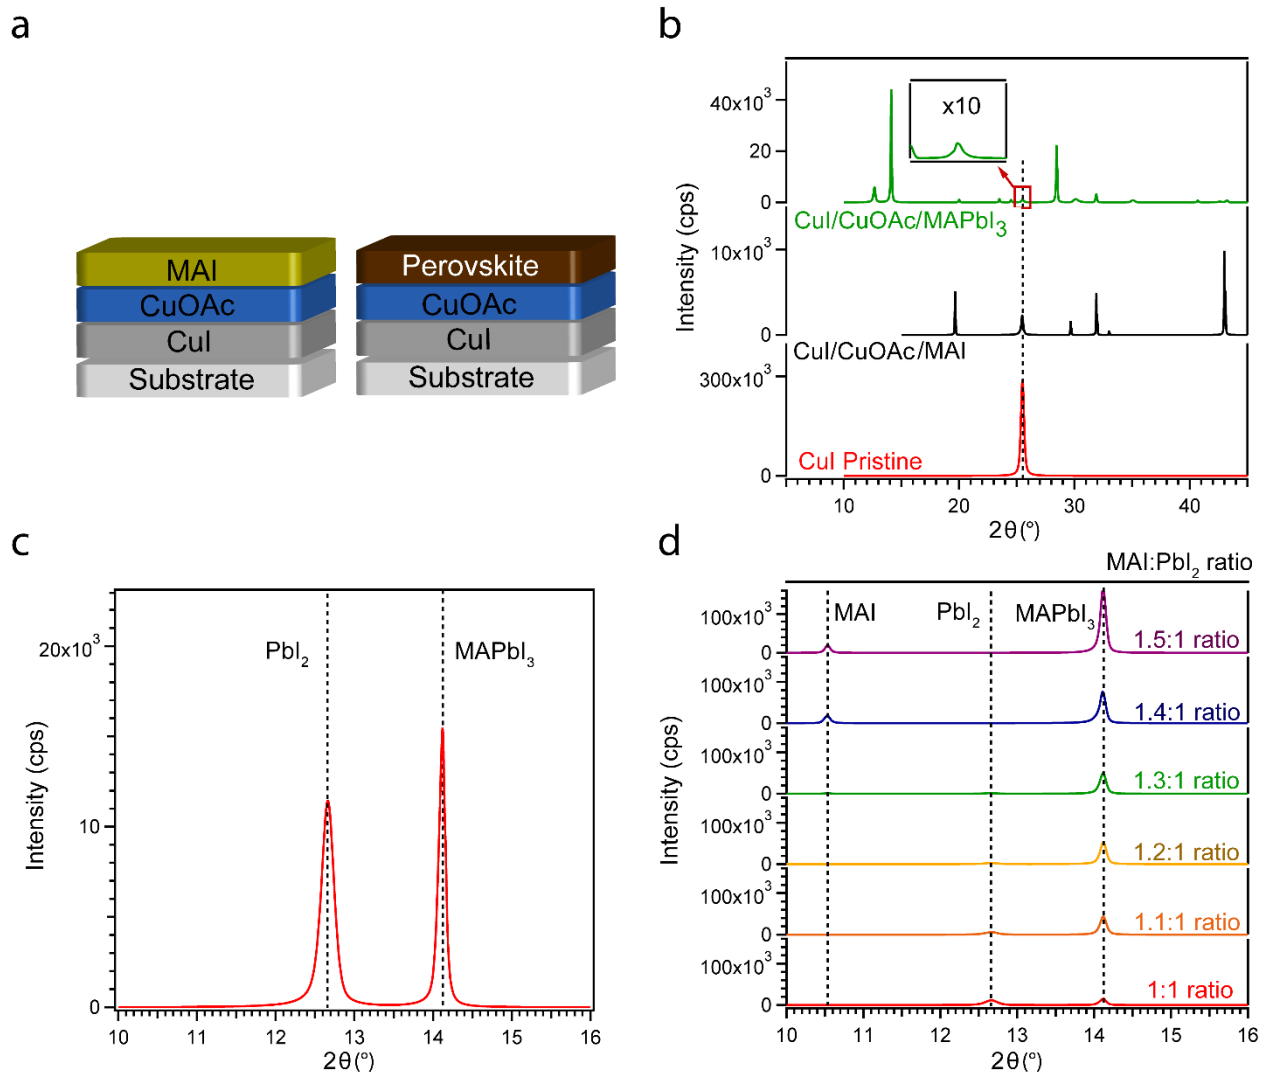 a
MAI
CuOAc
CuI
Substrate
Perovskite
CuOAc
CuI
Substrate
b
Intensity (cps)
40x10³
20
0
x10
CuI/CuOAc/MAPbI₃
10x10³
0
CuI/CuOAc/MAI
300x10³
0
CuI Pristine
10 20 30 40
2θ(°)
c
Intensity (cps)
20x10³
10
0
PbI₂
MAPbI₃
10 11 12 13 14 15 16
2θ(°)
d
MAI:PbI₂ ratio
Intensity (cps)
MAI
PbI₂
MAPbI₃
100x10³
0
1.5:1 ratio
100x10³
0
1.4:1 ratio
100x10³
0
1.3:1 ratio
100x10³
0
1.2:1 ratio
100x10³
0
1.1:1 ratio
100x10³
0
1:1 ratio
10 11 12 13 14 15 16
2θ(°)